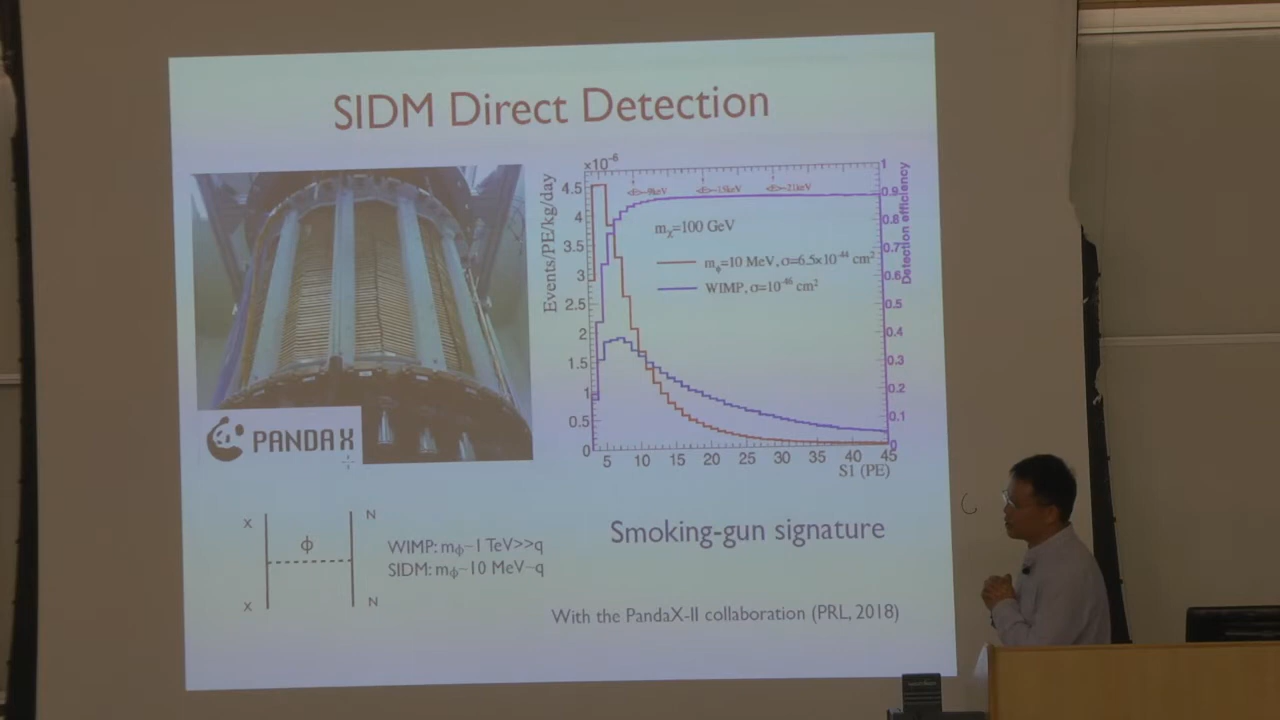 SIDM Direct Detection
PANDA X
×10⁻⁶
Events/PE/kg/day
4.5
4
3.5
3
2.5
2
1.5
1
0.5
0
5 10 15 20 25 30 35 40 45
S1 (PE)
1
0.9
0.8
0.7
0.6
0.5
0.4
0.3
0.2
0.1
0
Detection efficiency
<E>~9keV <E>~15keV <E>~21keV
mχ=100 GeV
mϕ=10 MeV, σ=6.5×10⁻⁴⁴ cm²
WIMP, σ=10⁻⁴⁶ cm²
X N
ϕ
X N
WIMP: mϕ~1 TeV>>q
SIDM: mϕ~10 MeV~q
Smoking-gun signature
With the PandaX-II collaboration (PRL, 2018)